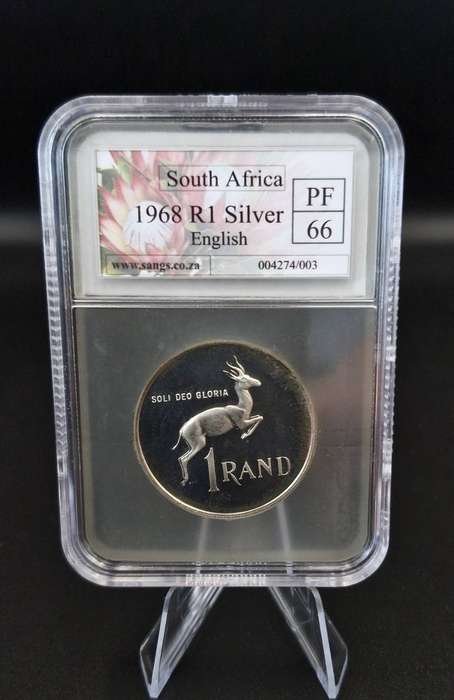 South Africa
1968 R1 Silver
English
PF
66
www.sangs.co.za
004274/003
SOLI DEO GLORIA
1 RAND